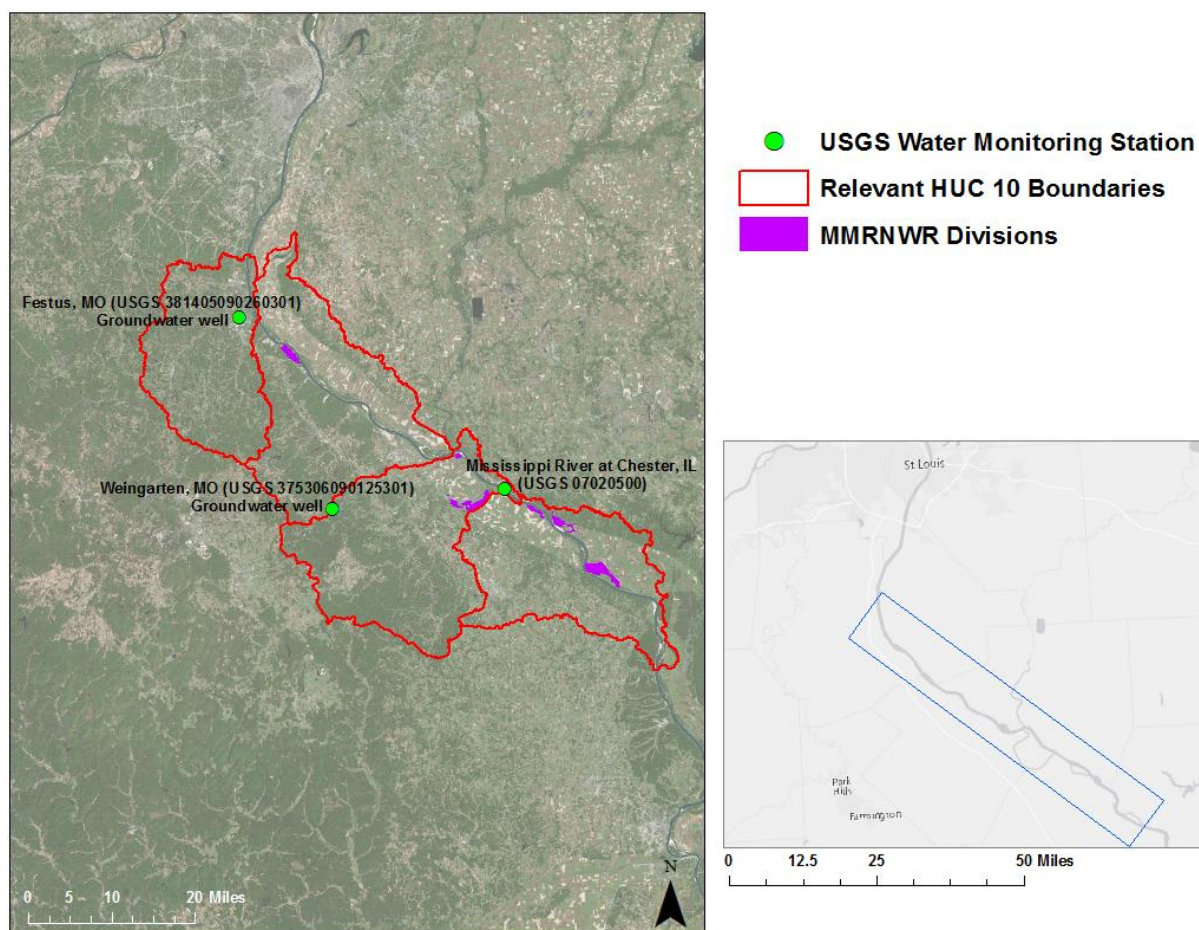 Festus, MO (USGS 381405090260301)
Groundwater well
Mississippi River at Chester, IL
(USGS 07020500)
Weingarten, MO (USGS 375306090125301)
Groundwater well
N
0 5 10 20 Miles
USGS Water Monitoring Station
Relevant HUC 10 Boundaries
MMRNWR Divisions
St Louis
Park
Hills
Farmington
0 12.5 25 50 Miles